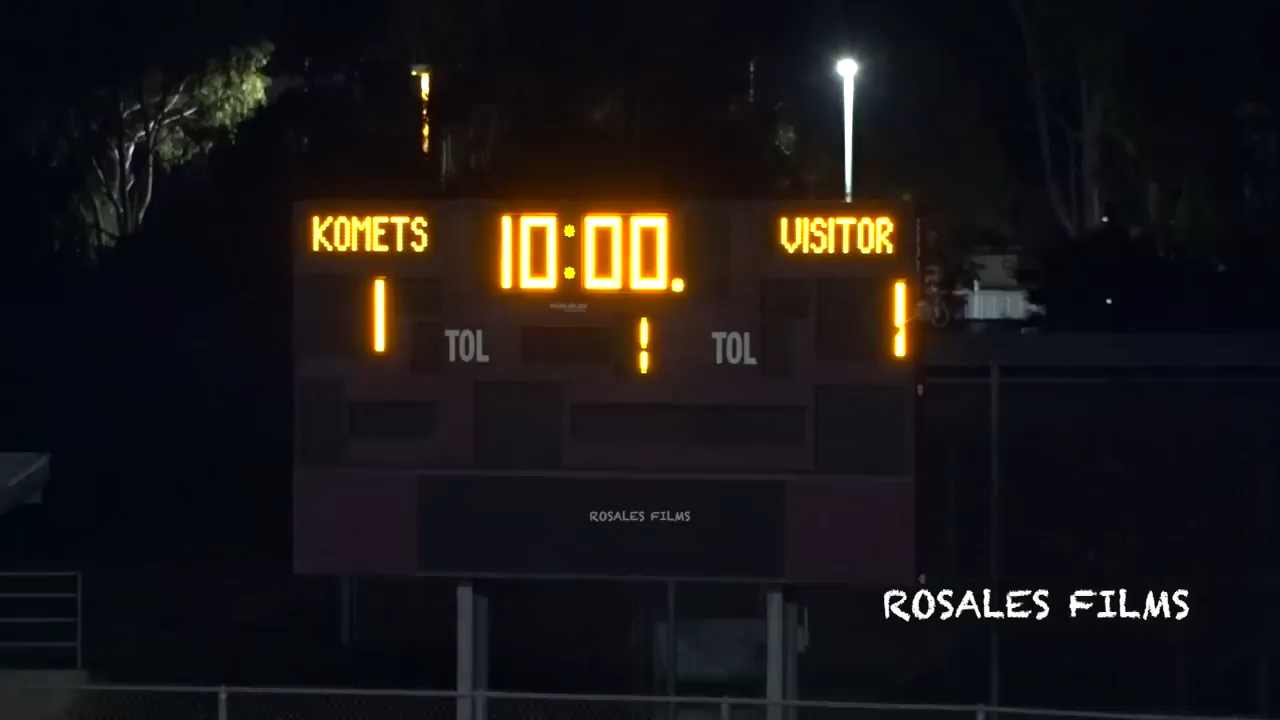 KOMETS 10:00. VISITOR
1 1
TOL 1 TOL
ROSALES FILMS
ROSALES FILMS